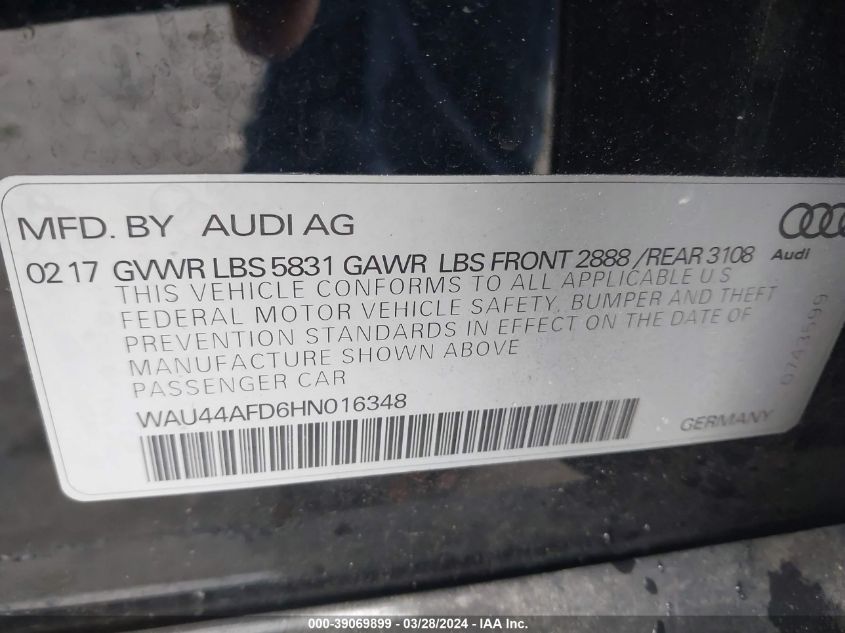 MFD. BY AUDI AG
02 17 GVWR LBS 5831 GAWR LBS FRONT 2888 /REAR 3108
Audi
THIS VEHICLE CONFORMS TO ALL APPLICABLE U S
FEDERAL MOTOR VEHICLE SAFETY, BUMPER AND THEFT
PREVENTION STANDARDS IN EFFECT ON THE DATE OF
MANUFACTURE SHOWN ABOVE
PASSENGER CAR
WAU44AFD6HN016348
GERMANY
0743599
000-39069899 - 03/28/2024 - IAA Inc.